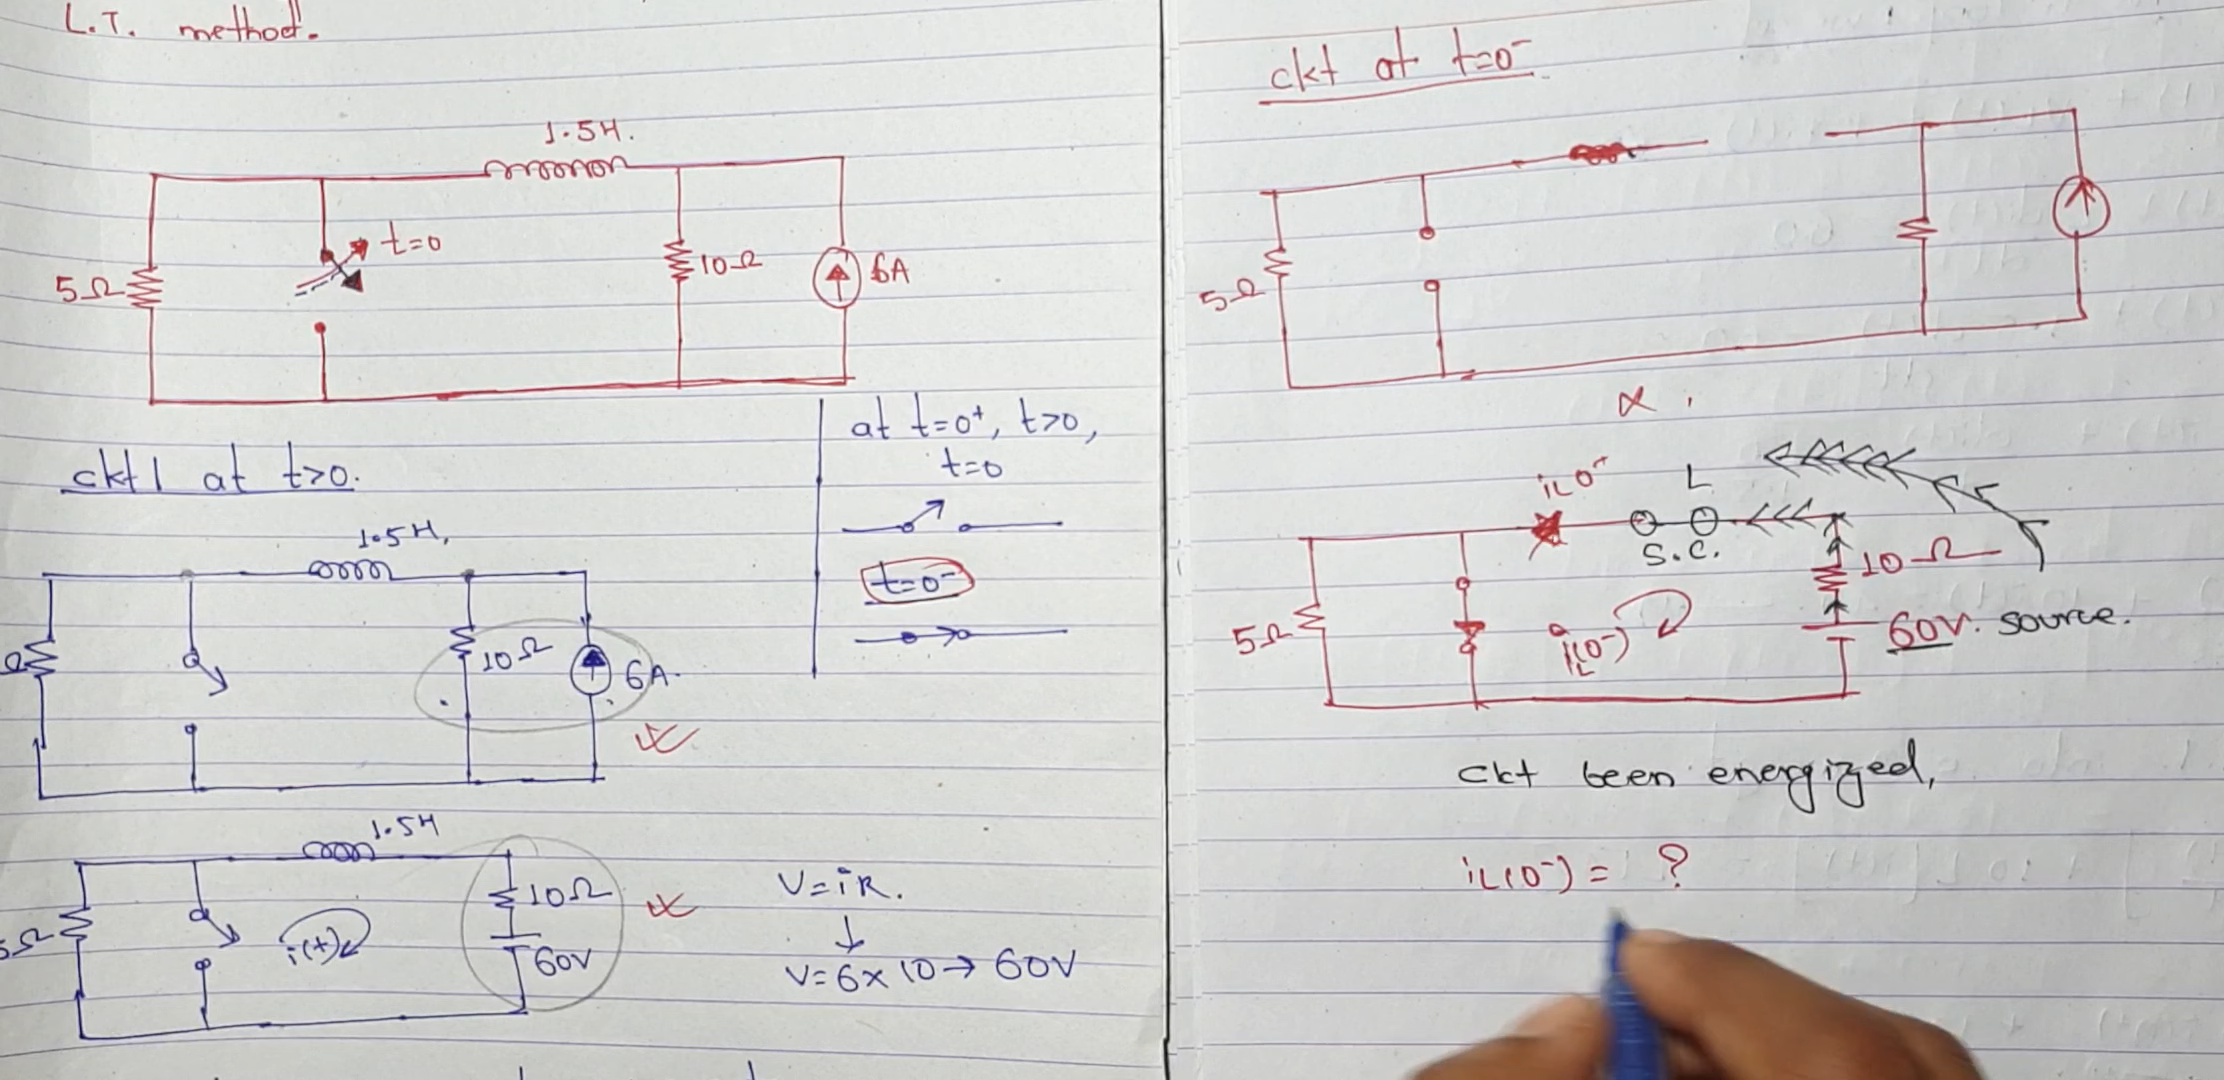 L.T. method.
1.5H.
5Ω
t=0
10Ω
6A
ckt1 at t>0.
1.5H,
Ω
10Ω
6A.
at t=0⁺, t>0,
t=0
t=0⁻
1.5H
5Ω
i(t)
10Ω
60V
V=iR.
↓
V=6×10→60V
ckt at t=0⁻
5Ω
iL0⁻
L
S.C.
10Ω
5Ω
iL(0⁻)
60V. source.
ckt been energized,
iL(0⁻) = ?